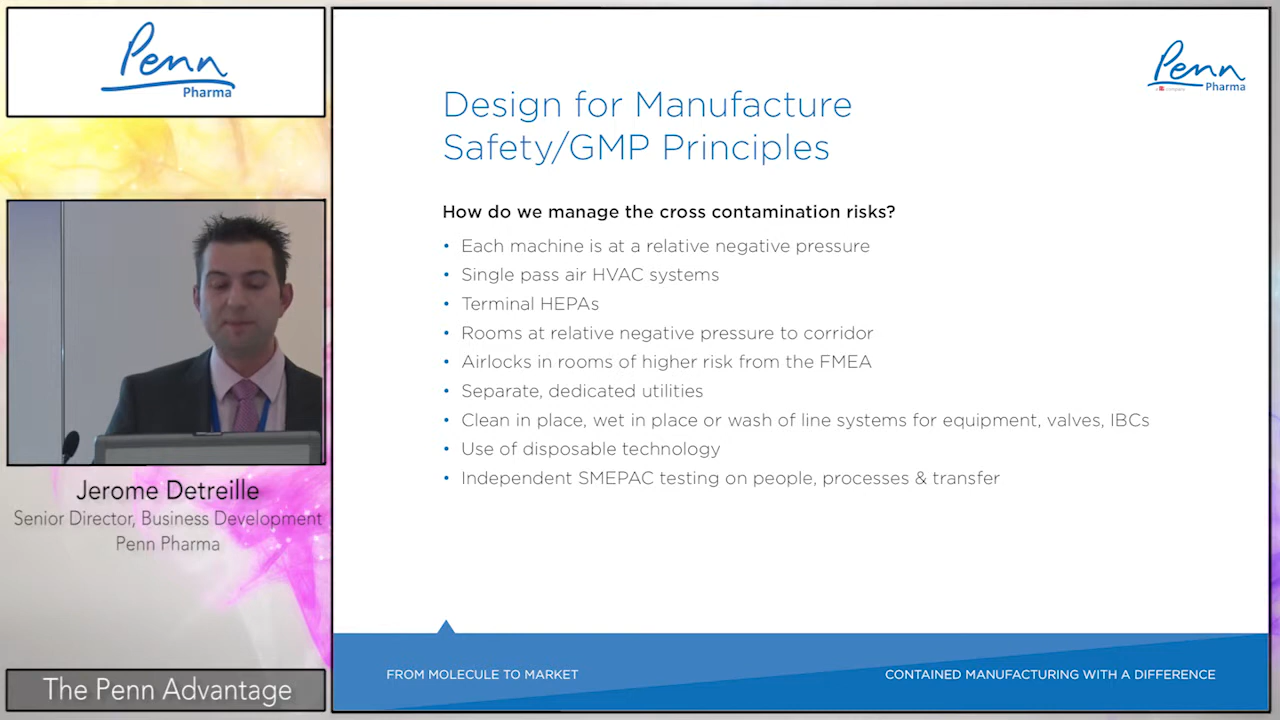 Penn
Pharma
Jerome Detreille
Senior Director, Business Development
Penn Pharma
The Penn Advantage
Penn
Pharma
Design for Manufacture
Safety/GMP Principles
How do we manage the cross contamination risks?
• Each machine is at a relative negative pressure
• Single pass air HVAC systems
• Terminal HEPAs
• Rooms at relative negative pressure to corridor
• Airlocks in rooms of higher risk from the FMEA
• Separate, dedicated utilities
• Clean in place, wet in place or wash of line systems for equipment, valves, IBCs
• Use of disposable technology
• Independent SMEPAC testing on people, processes & transfer
FROM MOLECULE TO MARKET
CONTAINED MANUFACTURING WITH A DIFFERENCE